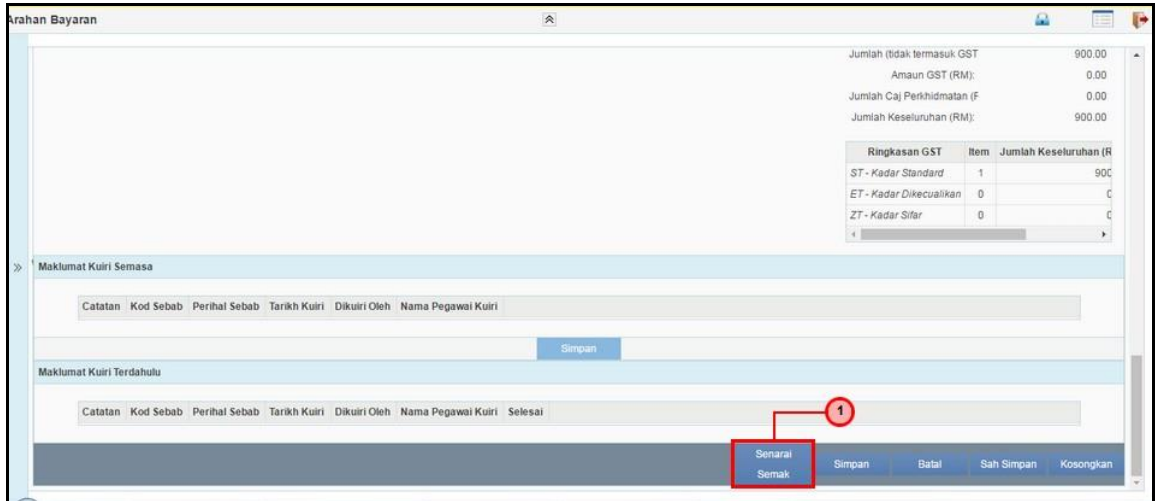 Arahan Bayaran
Jumlah (tidak termasuk GST 900.00
Amaun GST (RM): 0.00
Jumlah Caj Perkhidmatan (F 0.00
Jumlah Keseluruhan (RM): 900.00
Ringkasan GST Item Jumlah Keseluruhan (R
ST - Kadar Standard 1 900
ET - Kadar Dikecualikan 0 0
ZT - Kadar Sifar 0 0
Maklumat Kuiri Semasa
Catatan Kod Sebab Perihal Sebab Tarikh Kuiri Dikuiri Oleh Nama Pegawai Kuiri
Simpan
Maklumat Kuiri Terdahulu
Catatan Kod Sebab Perihal Sebab Tarikh Kuiri Dikuiri Oleh Nama Pegawai Kuiri Selesai
1
Senarai
Semak
Simpan Batal Sah Simpan Kosongkan